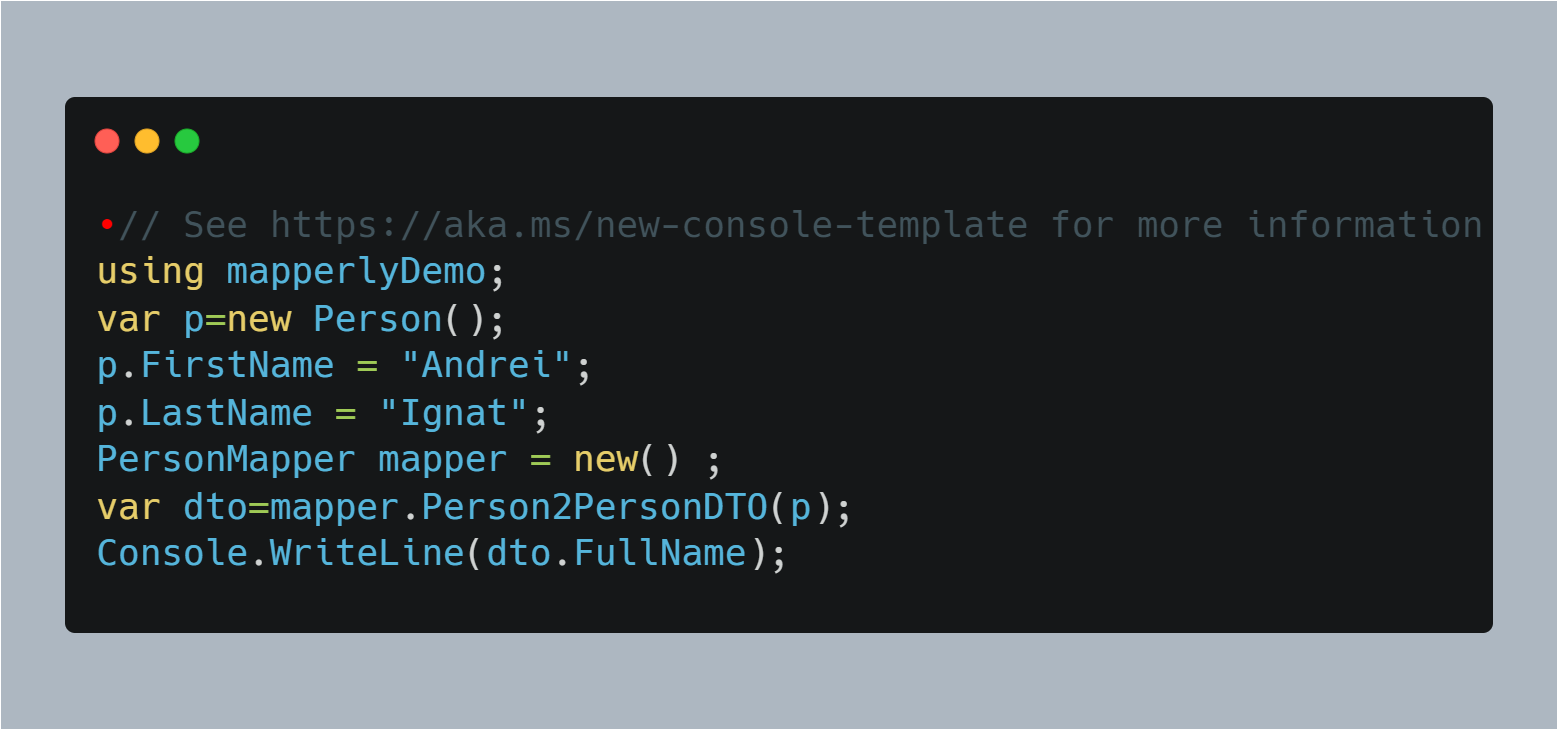 •// See https://aka.ms/new-console-template for more information
using mapperlyDemo;
var p=new Person();
p.FirstName = "Andrei";
p.LastName = "Ignat";
PersonMapper mapper = new() ;
var dto=mapper.Person2PersonDTO(p);
Console.WriteLine(dto.FullName);